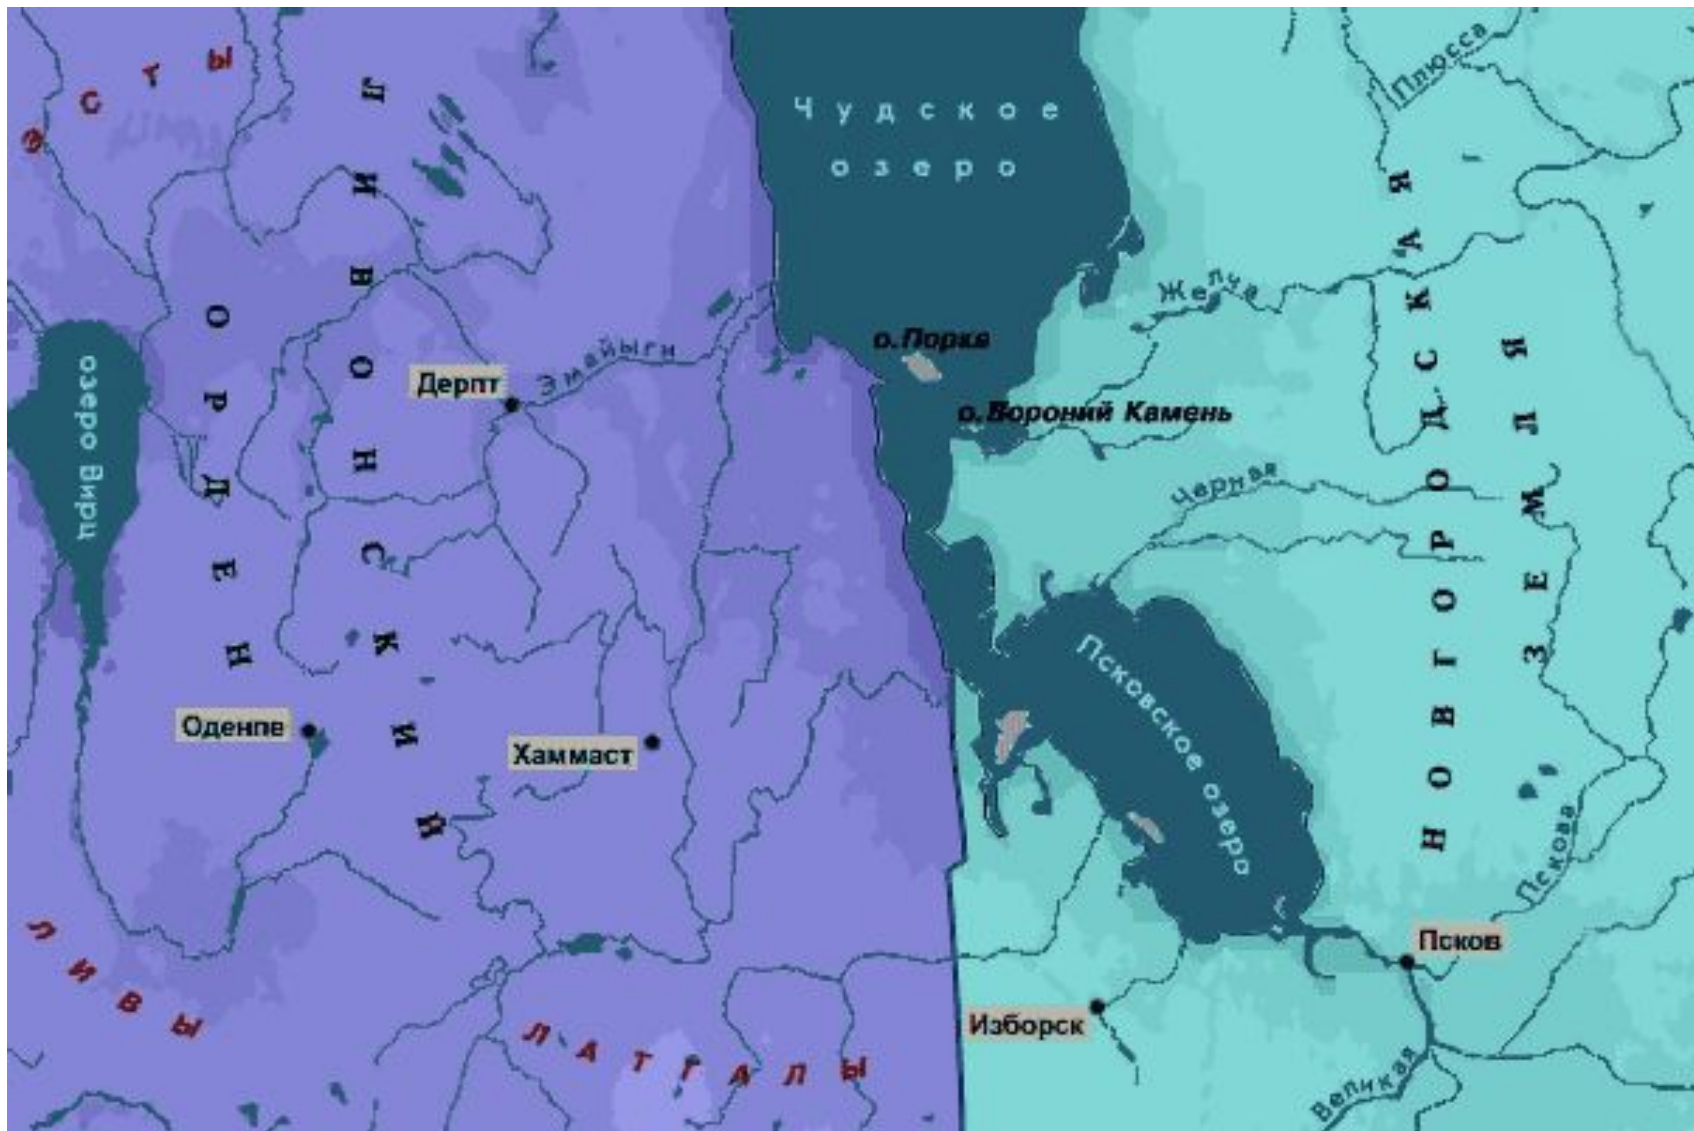 ЭСТЫ
Плюсса
Чудское
озеро
Желча
о.Порка
Дерпт
Эмайыги
о.Вороний Камень
озеро Вирц
ОРДЕН
ЛИВОНСКИЙ
Черная
НОВГОРОДСКАЯ
ЗЕМЛЯ
Псковское озеро
Оденпе
Хаммаст
Пскова
ЛИВЫ
Псков
Изборск
ЛАТГАЛЫ
Великая